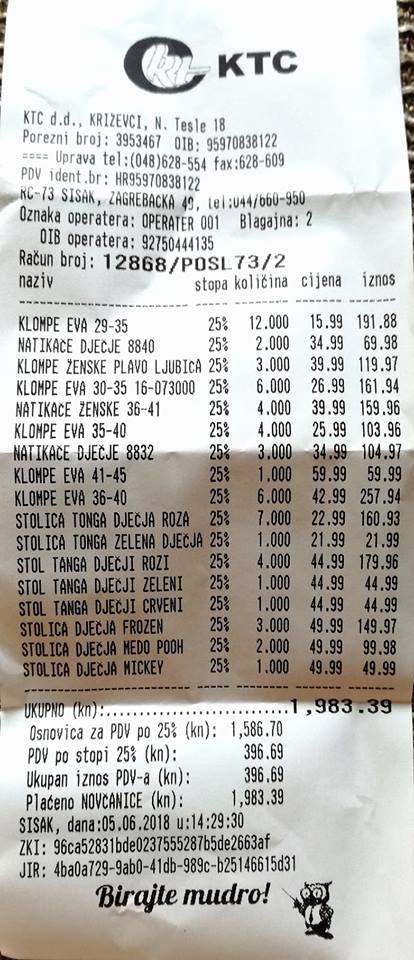 KTC
KTC d.d., KRIŽEVCI, N. Tesle 18
Porezni broj: 3953467 OIB: 95970838122
==== Uprava tel:(048)628-554 fax:628-609
PDV ident.br: HR95970838122
RC-73 SISAK, ZAGREBAČKA 49, tel:044/660-950
Oznaka operatera: OPERATER 001 Blagajna: 2
OIB operatera: 92750444135
Račun broj: 12868/POSL73/2
naziv stopa količina cijena iznos
KLOMPE EVA 29-35 25% 12.000 15.99 191.88
NATIKAČE DJEČJE 8840 25% 2.000 34.99 69.98
KLOMPE ŽENSKE PLAVO LJUBIČA 25% 3.000 39.99 119.97
KLOMPE EVA 30-35 16-073000 25% 6.000 26.99 161.94
NATIKAČE ŽENSKE 36-41 25% 4.000 39.99 159.96
KLOMPE EVA 35-40 25% 4.000 25.99 103.96
NATIKAČE DJEČJE 8832 25% 3.000 34.99 104.97
KLOMPE EVA 41-45 25% 1.000 59.99 59.99
KLOMPE EVA 36-40 25% 6.000 42.99 257.94
STOLICA TONGA DJEČJA ROZA 25% 7.000 22.99 160.93
STOLICA TONGA ZELENA DJEČJA 25% 1.000 21.99 21.99
STOL TANGA DJEČJI ROZI 25% 4.000 44.99 179.96
STOL TANGA DJEČJI ZELENI 25% 1.000 44.99 44.99
STOL TANGA DJEČJI CRVENI 25% 1.000 44.99 44.99
STOLICA DJEČJA FROZEN 25% 3.000 49.99 149.97
STOLICA DJEČJA MEDO POOH 25% 2.000 49.99 99.98
STOLICA DJEČJA MICKEY 25% 1.000 49.99 49.99
UKUPNO (kn):..............................1,983.39
Osnovica za PDV po 25% (kn): 1,586.70
PDV po stopi 25% (kn): 396.69
Ukupan iznos PDV-a (kn): 396.69
Plaćeno NOVČANICE (kn): 1,983.39
SISAK, dana:05.06.2018 u:14:29:30
ZKI: 96ca52831bde0237555287b5de2663af
JIR: 4ba0a729-9ab0-41db-989c-b25146615d31
Birajte mudro!